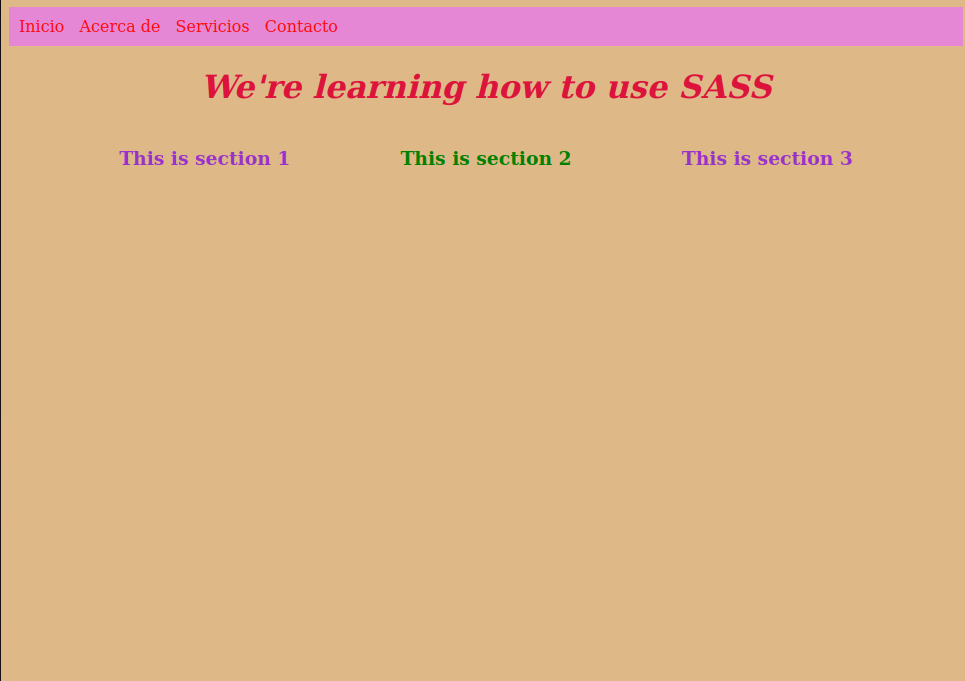 Inicio Acerca de Servicios Contacto
We're learning how to use SASS
This is section 1 This is section 2 This is section 3